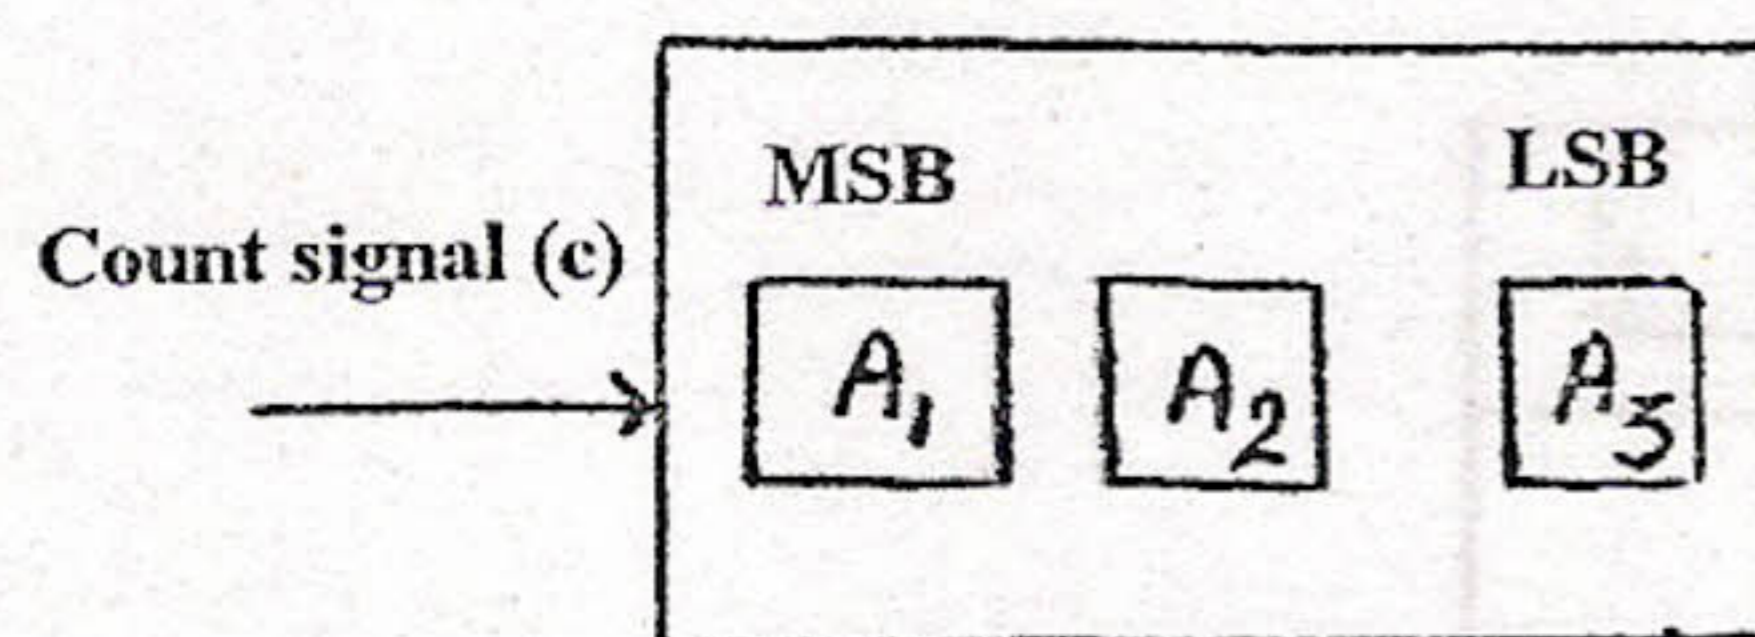 MSB LSB
Count signal (c)
A₁ A₂ A₃